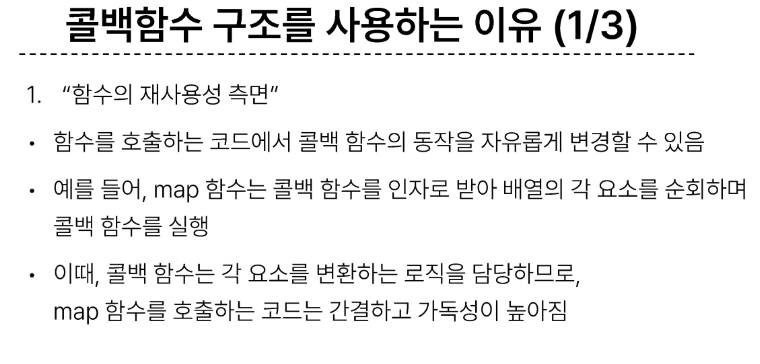 콜백함수 구조를 사용하는 이유 (1/3)
1. “함수의 재사용성 측면“
• 함수를 호출하는 코드에서 콜백 함수의 동작을 자유롭게 변경할 수 있음
• 예를 들어, map 함수는 콜백 함수를 인자로 받아 배열의 각 요소를 순회하며
콜백 함수를 실행
• 이때, 콜백 함수는 각 요소를 변환하는 로직을 담당하므로,
map 함수를 호출하는 코드는 간결하고 가독성이 높아짐